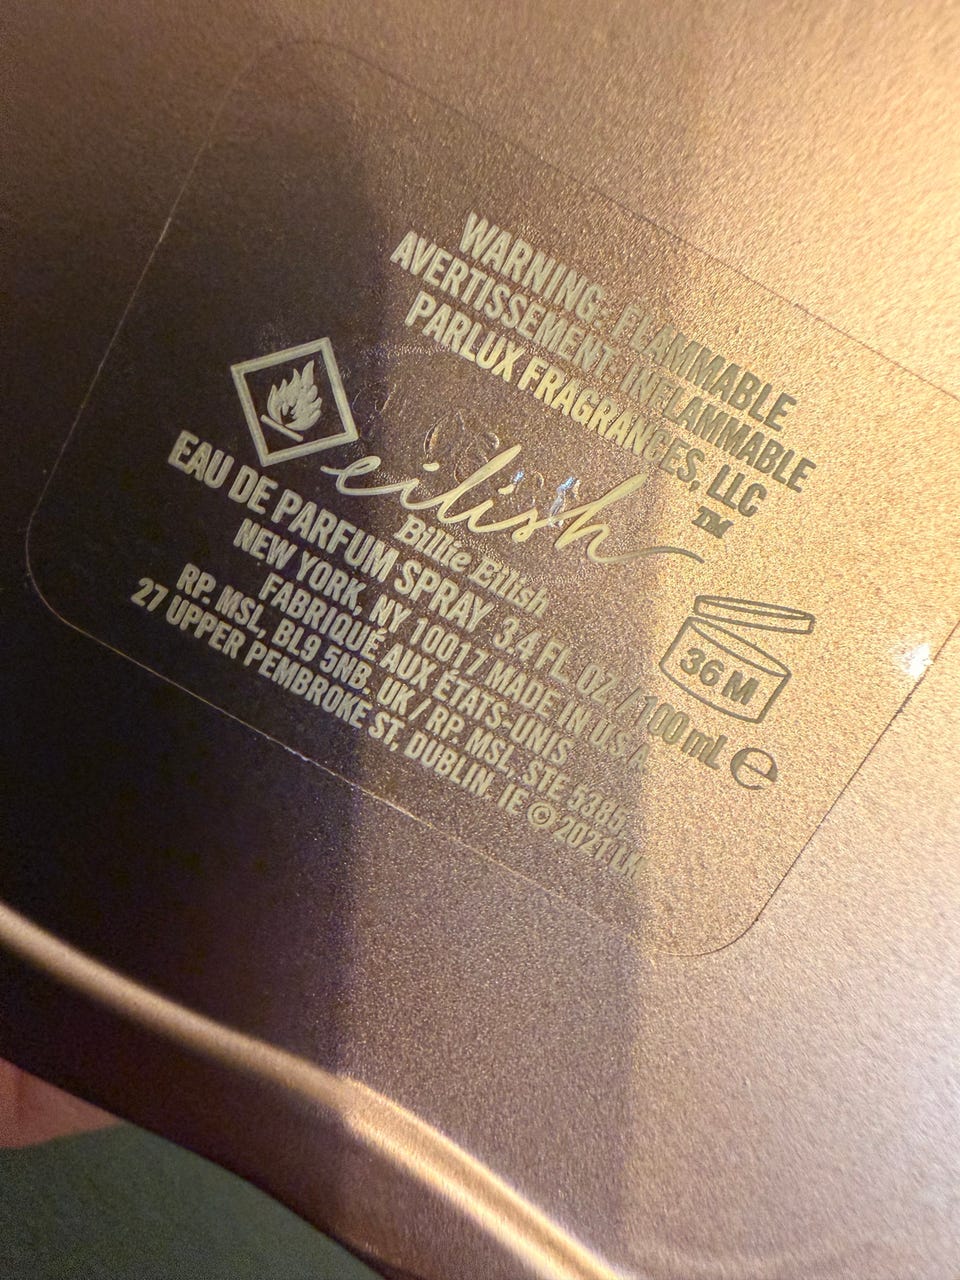 WARNING: FLAMMABLE
AVERTISSEMENT: INFLAMMABLE
PARLUX FRAGRANCES, LLC
eilish ™
Billie Eilish
36 M
EAU DE PARFUM SPRAY 3.4 FL. OZ. / 100 mL ℮
NEW YORK, NY 10017 MADE IN U.S.A.
FABRIQUÉ AUX ÉTATS-UNIS
RP. MSL, BL9 5NB. UK / RP. MSL, STE 5385,
27 UPPER PEMBROKE ST, DUBLIN. IE © 2021